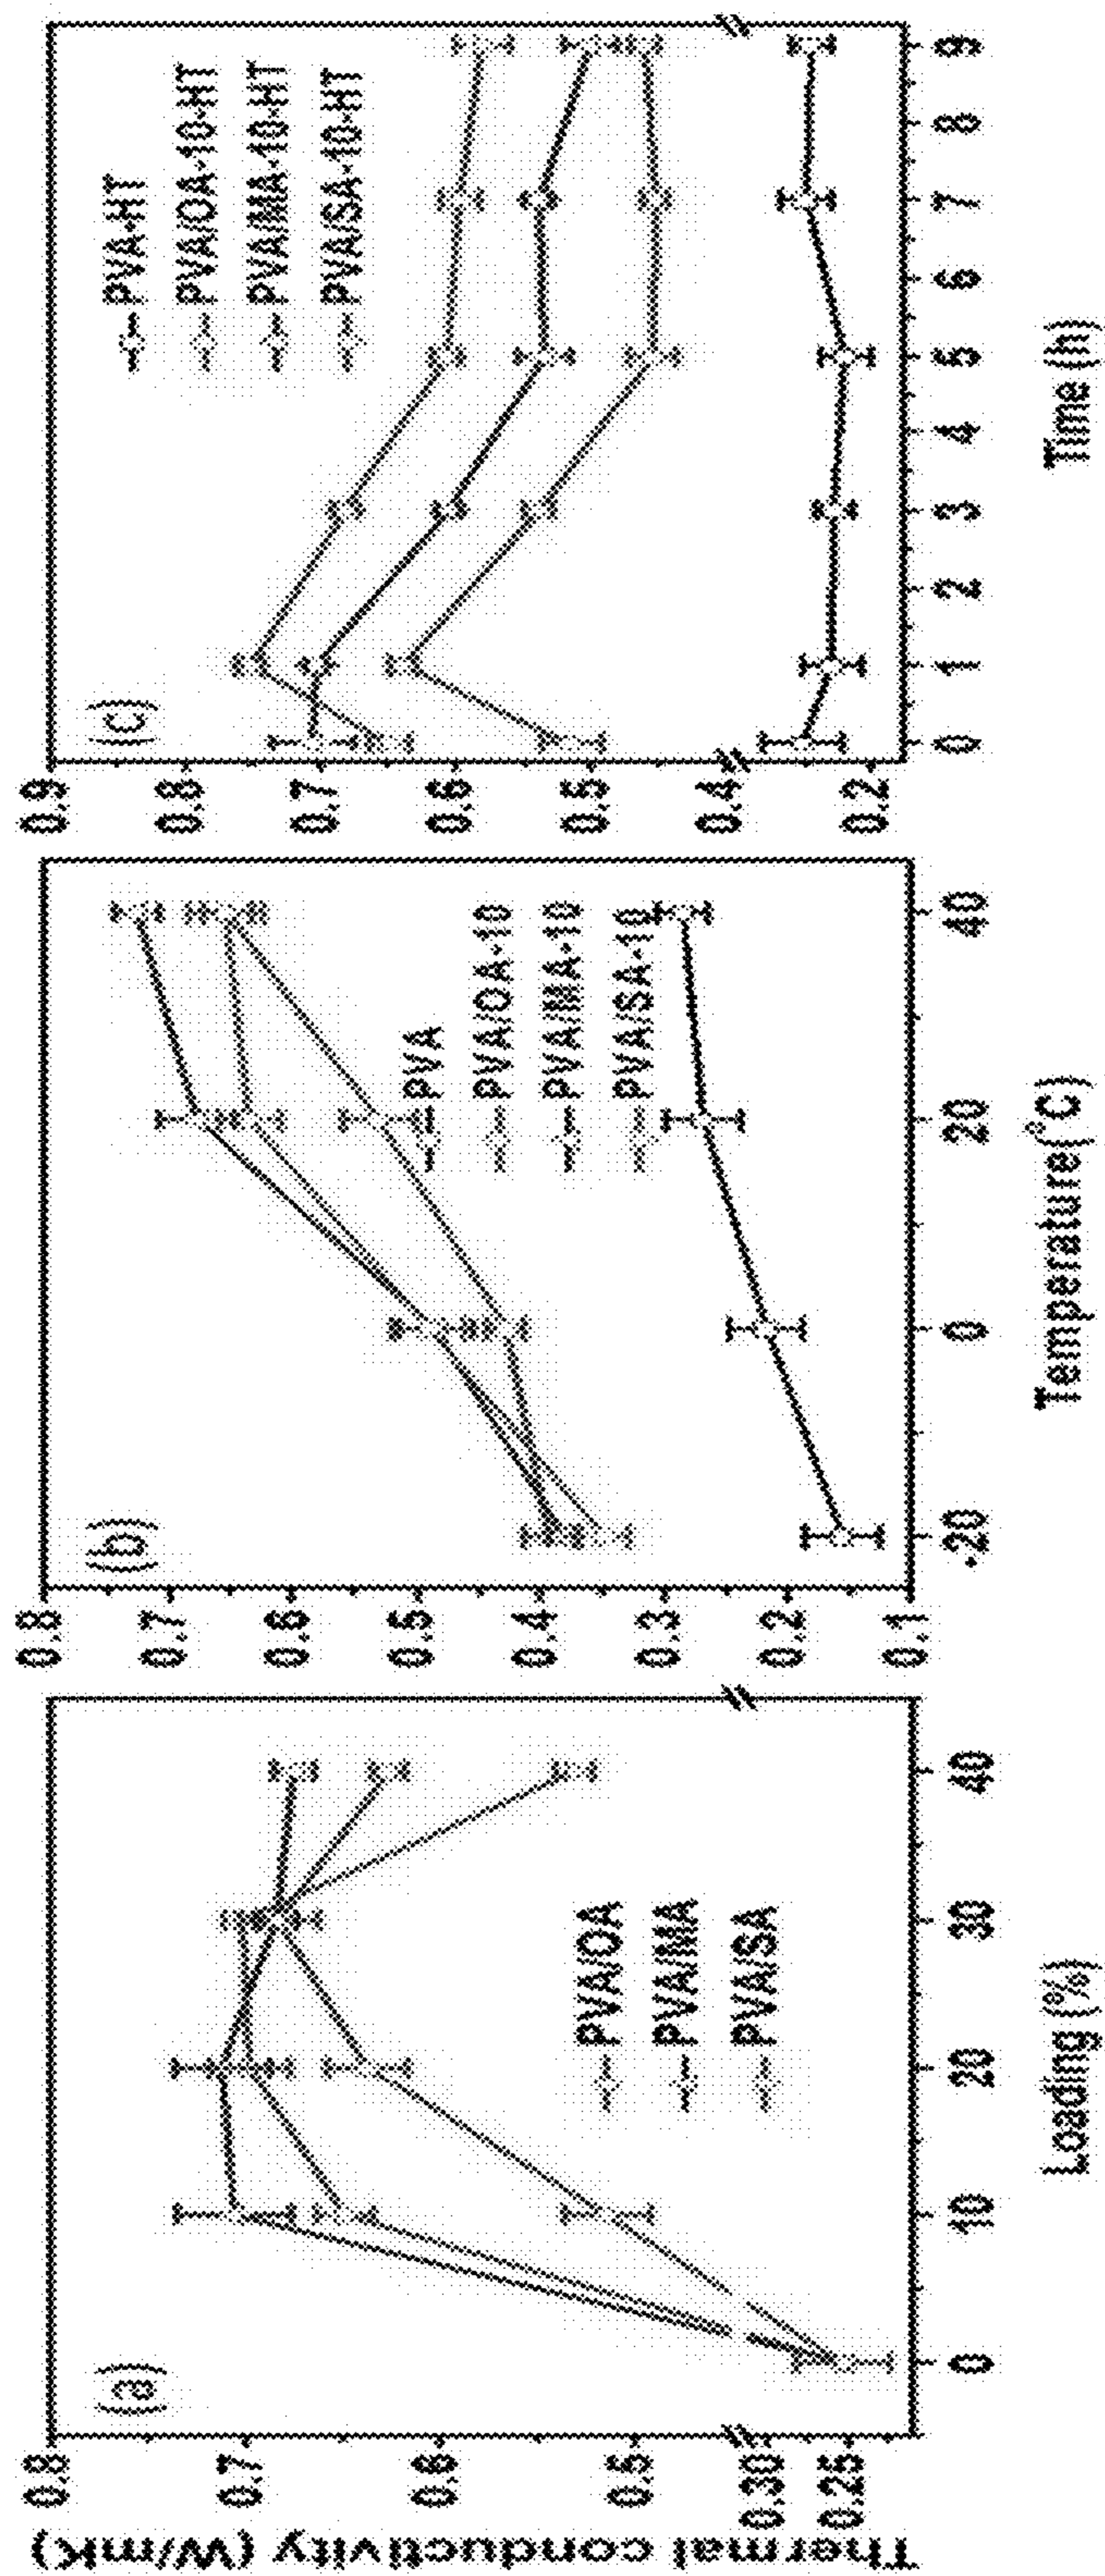 Thermal conductivity (W/mK)
(a)
0.8
0.7
0.6
0.5
0.30
0.25
PVA/OA
PVA/MA
PVA/SA
0 10 20 30 40
Loading (%)
(b)
0.8
0.7
0.6
0.5
0.4
0.3
0.2
0.1
PVA
PVA/OA-10
PVA/MA-10
PVA/SA-10
-20 0 20 40
Temperature(°C)
(c)
0.9
0.8
0.7
0.6
0.5
0.4
0.2
PVA-HT
PVA/OA-10-HT
PVA/MA-10-HT
PVA/SA-10-HT
0 1 2 3 4 5 6 7 8 9
Time (h)